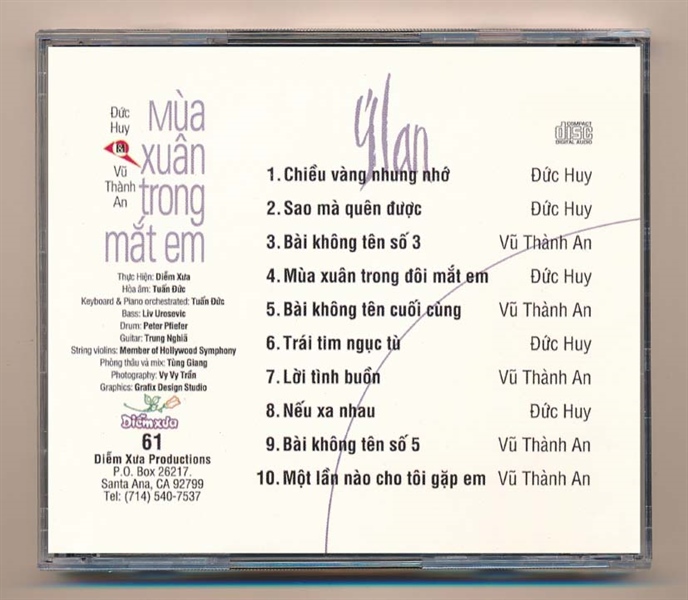 Đức
Huy
&
Vũ
Thành
An
Mùa
xuân
trong
mắt em
Thực Hiện: Diễm Xưa
Hòa âm: Tuấn Đức
Keyboard & Piano orchestrated: Tuấn Đức
Bass: Liv Urosevic
Drum: Peter Pfiefer
Guitar: Trung Nghiã
String violins: Member of Hollywood Symphony
Phòng thâu và mix: Tùng Giang
Photography: Vy Vy Trần
Graphics: Grafix Design Studio
Diễm xưa
61
Diễm Xưa Productions
P.O. Box 26217.
Santa Ana, CA 92799
Tel: (714) 540-7537
Ý lan
COMPACT
disc
DIGITAL AUDIO
1. Chiều vàng nhung nhớ Đức Huy
2. Sao mà quên được Đức Huy
3. Bài không tên số 3 Vũ Thành An
4. Mùa xuân trong đôi mắt em Đức Huy
5. Bài không tên cuối cùng Vũ Thành An
6. Trái tim ngục tù Đức Huy
7. Lời tình buồn Vũ Thành An
8. Nếu xa nhau Đức Huy
9. Bài không tên số 5 Vũ Thành An
10. Một lần nào cho tôi gặp em Vũ Thành An